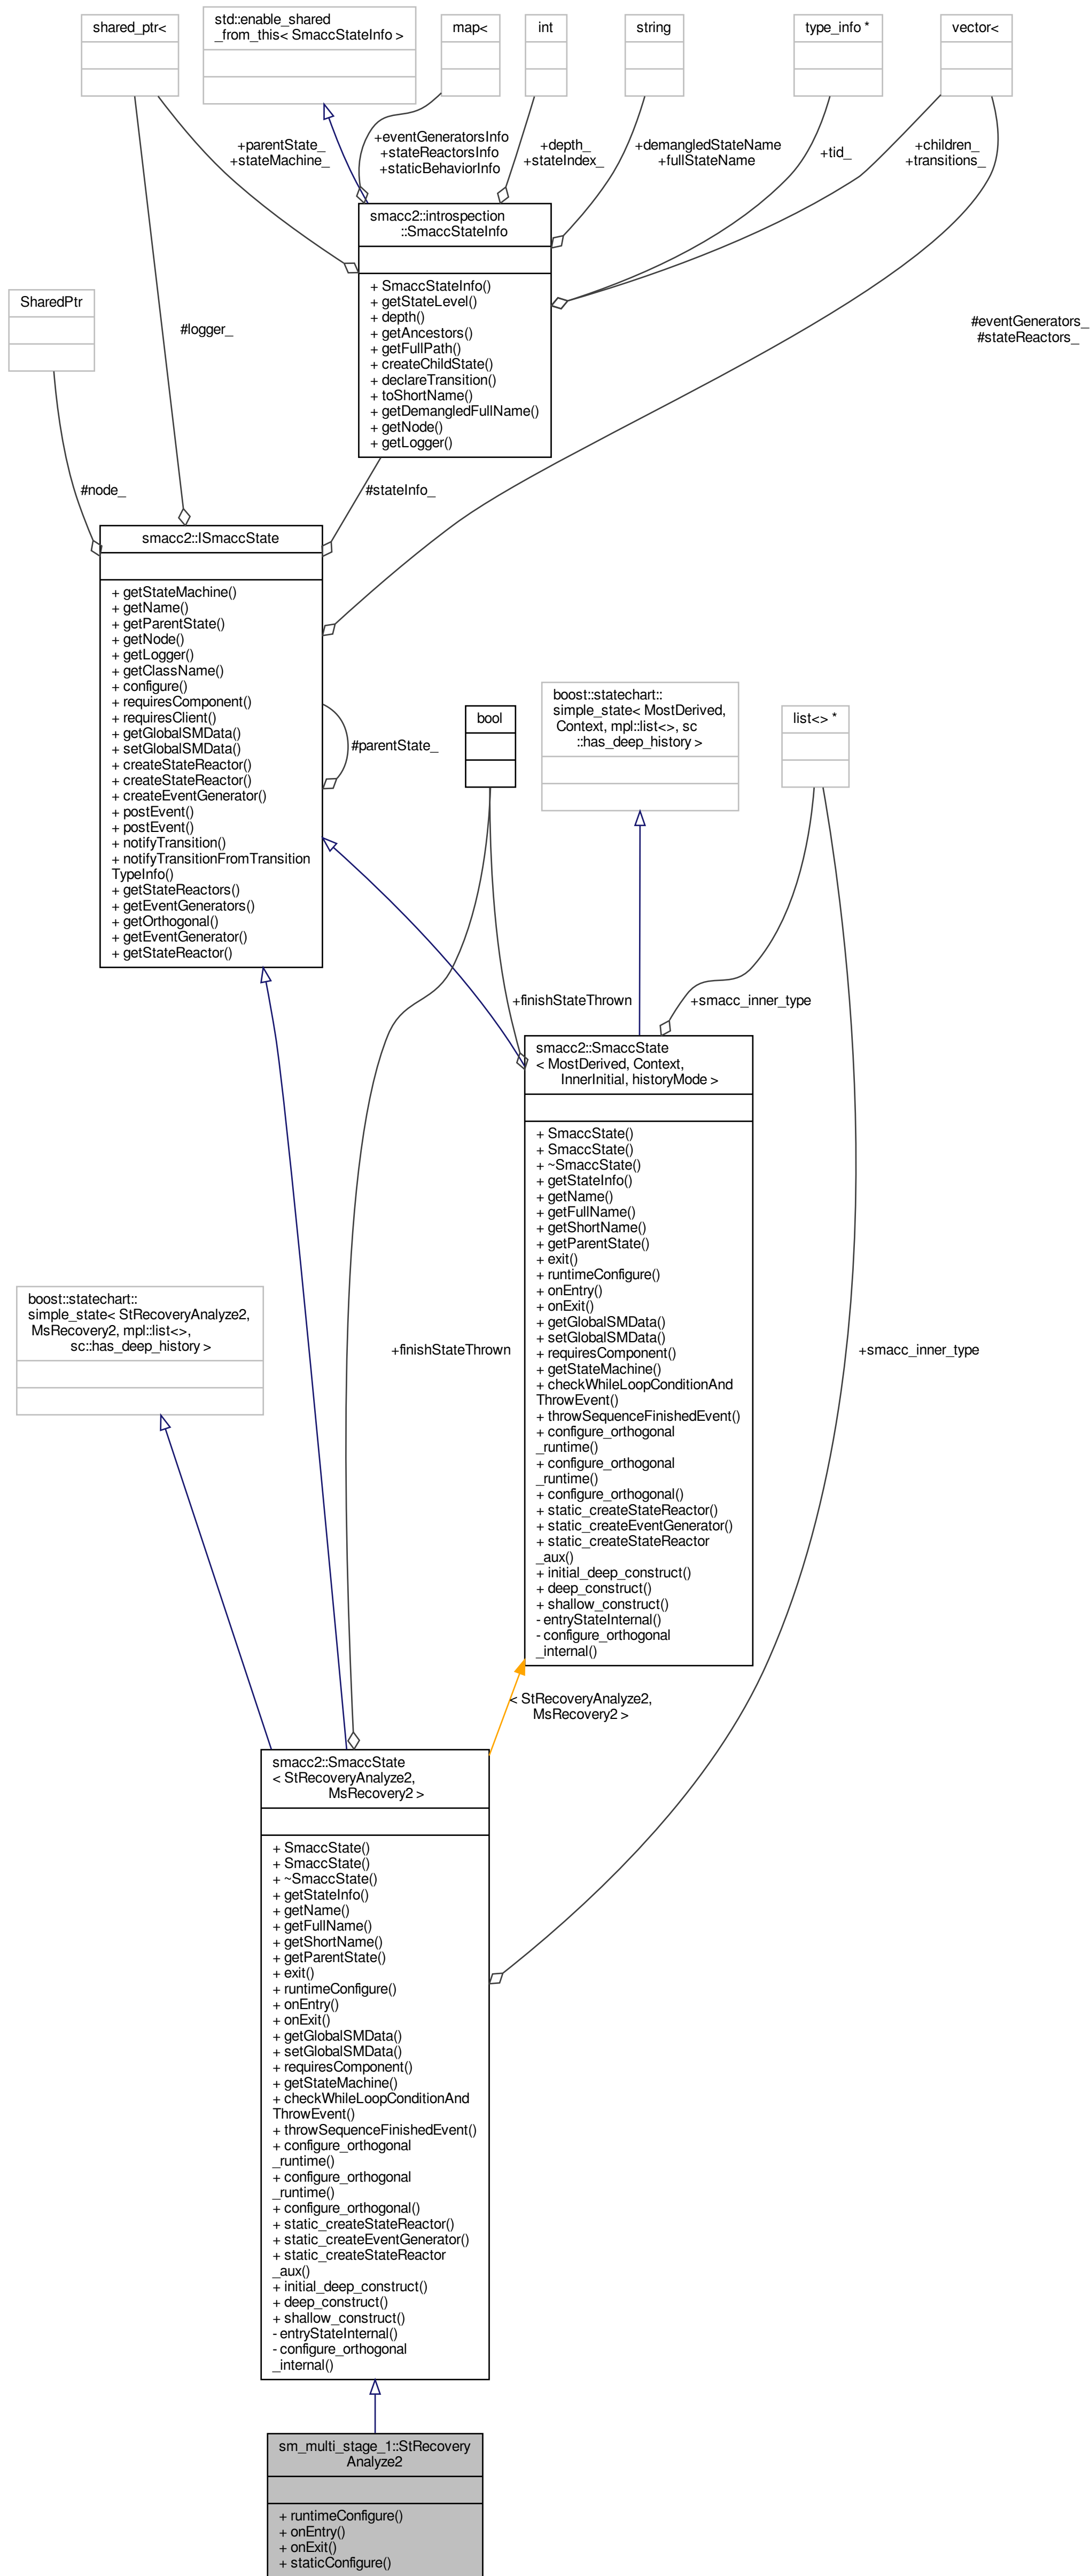 shared_ptr<
std::enable_shared
_from_this< SmaccStateInfo >
map<
int
string
type_info *
vector<
+parentState_
+stateMachine_
+eventGeneratorsInfo
+stateReactorsInfo
+staticBehaviorInfo
+depth_
+stateIndex_
+demangledStateName
+fullStateName
+tid_
+children_
+transitions_
smacc2::introspection
::SmaccStateInfo
+ SmaccStateInfo()
+ getStateLevel()
+ depth()
+ getAncestors()
+ getFullPath()
+ createChildState()
+ declareTransition()
+ toShortName()
+ getDemangledFullName()
+ getNode()
+ getLogger()
SharedPtr
#logger_
#eventGenerators_
#stateReactors_
#node_
#stateInfo_
smacc2::ISmaccState
+ getStateMachine()
+ getName()
+ getParentState()
+ getNode()
+ getLogger()
+ getClassName()
+ configure()
+ requiresComponent()
+ requiresClient()
+ getGlobalSMData()
+ setGlobalSMData()
+ createStateReactor()
+ createStateReactor()
+ createEventGenerator()
+ postEvent()
+ postEvent()
+ notifyTransition()
+ notifyTransitionFromTransition
TypeInfo()
+ getStateReactors()
+ getEventGenerators()
+ getOrthogonal()
+ getEventGenerator()
+ getStateReactor()
#parentState_
bool
boost::statechart::
simple_state< MostDerived,
Context, mpl::list<>, sc
::has_deep_history >
list<> *
+finishStateThrown
+smacc_inner_type
smacc2::SmaccState
< MostDerived, Context,
InnerInitial, historyMode >
+ SmaccState()
+ SmaccState()
+ ~SmaccState()
+ getStateInfo()
+ getName()
+ getFullName()
+ getShortName()
+ getParentState()
+ exit()
+ runtimeConfigure()
+ onEntry()
+ onExit()
+ getGlobalSMData()
+ setGlobalSMData()
+ requiresComponent()
+ getStateMachine()
+ checkWhileLoopConditionAnd
ThrowEvent()
+ throwSequenceFinishedEvent()
+ configure_orthogonal
_runtime()
+ configure_orthogonal
_runtime()
+ configure_orthogonal()
+ static_createStateReactor()
+ static_createEventGenerator()
+ static_createStateReactor
_aux()
+ initial_deep_construct()
+ deep_construct()
+ shallow_construct()
- entryStateInternal()
- configure_orthogonal
_internal()
boost::statechart::
simple_state< StRecoveryAnalyze2,
MsRecovery2, mpl::list<>,
sc::has_deep_history >
+finishStateThrown
+smacc_inner_type
< StRecoveryAnalyze2,
MsRecovery2 >
smacc2::SmaccState
< StRecoveryAnalyze2,
MsRecovery2 >
+ SmaccState()
+ SmaccState()
+ ~SmaccState()
+ getStateInfo()
+ getName()
+ getFullName()
+ getShortName()
+ getParentState()
+ exit()
+ runtimeConfigure()
+ onEntry()
+ onExit()
+ getGlobalSMData()
+ setGlobalSMData()
+ requiresComponent()
+ getStateMachine()
+ checkWhileLoopConditionAnd
ThrowEvent()
+ throwSequenceFinishedEvent()
+ configure_orthogonal
_runtime()
+ configure_orthogonal
_runtime()
+ configure_orthogonal()
+ static_createStateReactor()
+ static_createEventGenerator()
+ static_createStateReactor
_aux()
+ initial_deep_construct()
+ deep_construct()
+ shallow_construct()
- entryStateInternal()
- configure_orthogonal
_internal()
sm_multi_stage_1::StRecovery
Analyze2
+ runtimeConfigure()
+ onEntry()
+ onExit()
+ staticConfigure()